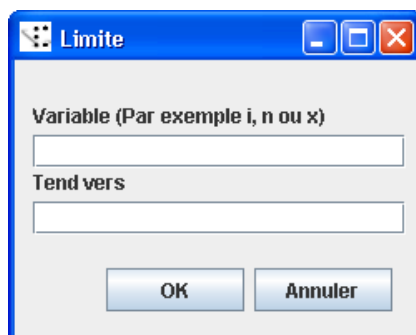 Limite
Variable (Par exemple i, n ou x)
Tend vers
OK
Annuler